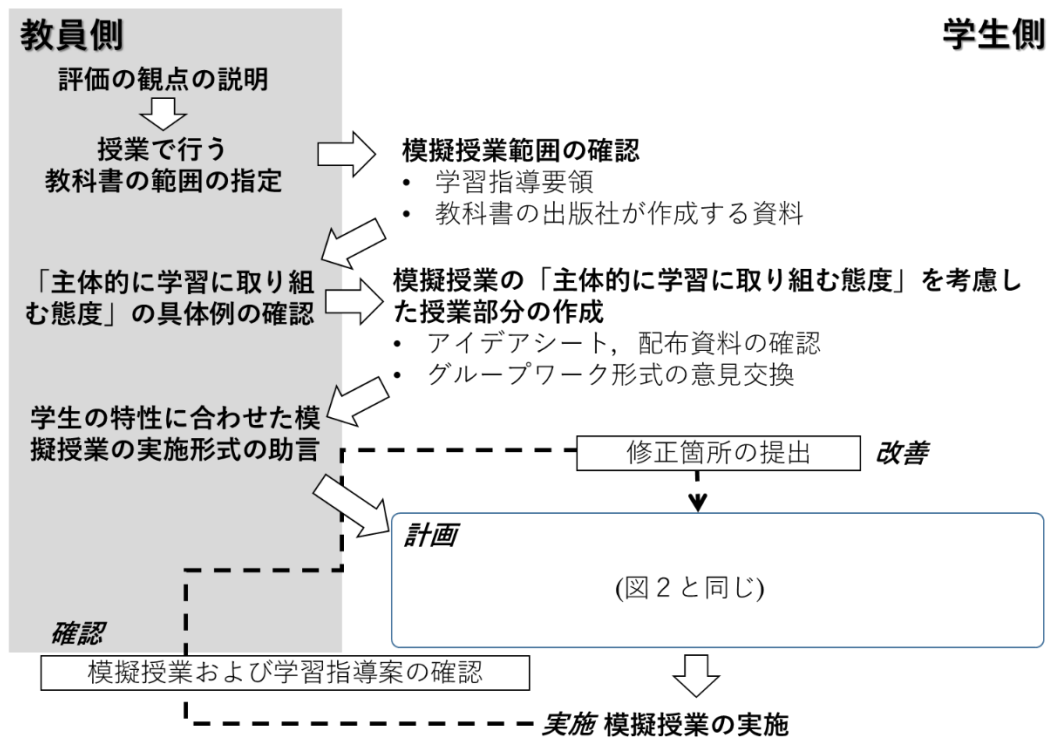 教員側
学生側
評価の観点の説明
授業で行う
教科書の範囲の指定
模擬授業範囲の確認
• 学習指導要領
• 教科書の出版社が作成する資料
「主体的に学習に取り組
む態度」の具体例の確認
模擬授業の「主体的に学習に取り組む態度」を考慮し
た授業部分の作成
• アイデアシート，配布資料の確認
• グループワーク形式の意見交換
学生の特性に合わせた模
擬授業の実施形式の助言
修正箇所の提出 改善
計画
(図２と同じ)
確認
模擬授業および学習指導案の確認
実施 模擬授業の実施